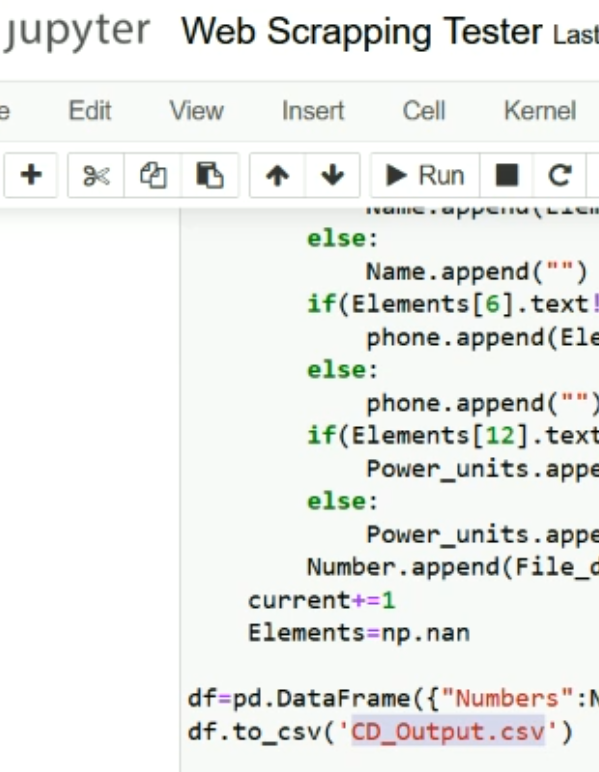 jupyter Web Scrapping Tester Last
Edit View Insert Cell Kernel
Run
else:
Name.append("")
if(Elements[6].text!
phone.append(Ele
else:
phone.append("")
if(Elements[12].text
Power_units.appe
else:
Power_units.appe
Number.append(File_d
current+=1
Elements=np.nan
df=pd.DataFrame({"Numbers":N
df.to_csv('CD_Output.csv')